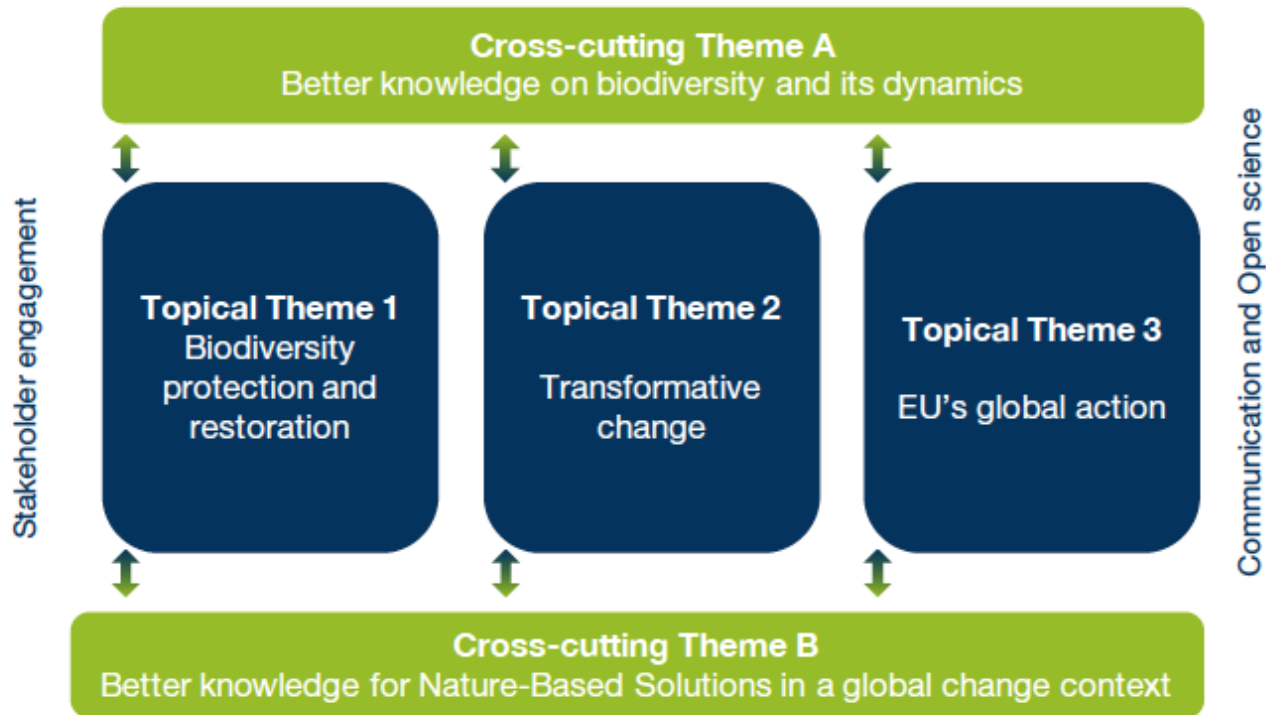 Cross-cutting Theme A
Better knowledge on biodiversity and its dynamics
Stakeholder engagement
Topical Theme 1
Biodiversity
protection and
restoration
Topical Theme 2
Transformative
change
Topical Theme 3
EU's global action
Communication and Open science
Cross-cutting Theme B
Better knowledge for Nature-Based Solutions in a global change context